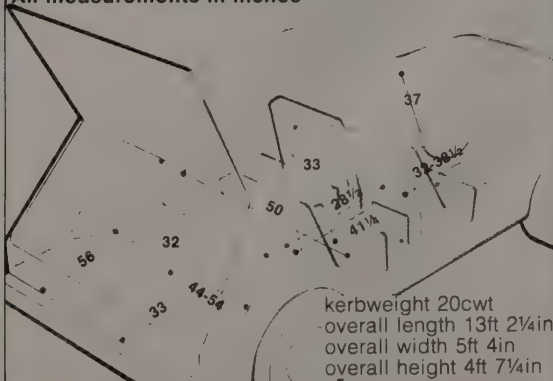 All measurements in inches
37
33
32-38½
28½
50
41¼
32
56
44-54
33
kerbweight 20cwt
overall length 13ft 2¼in
overall width 5ft 4in
overall height 4ft 7¼in